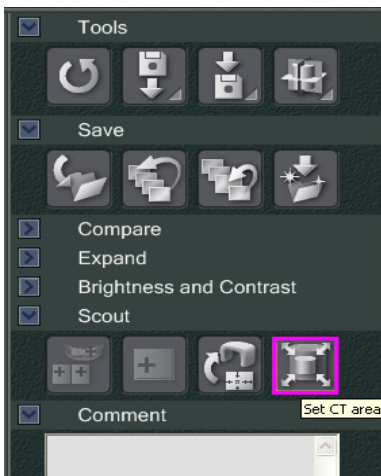 Tools
Save
Compare
Expand
Brightness and Contrast
Scout
Set CT area
Comment